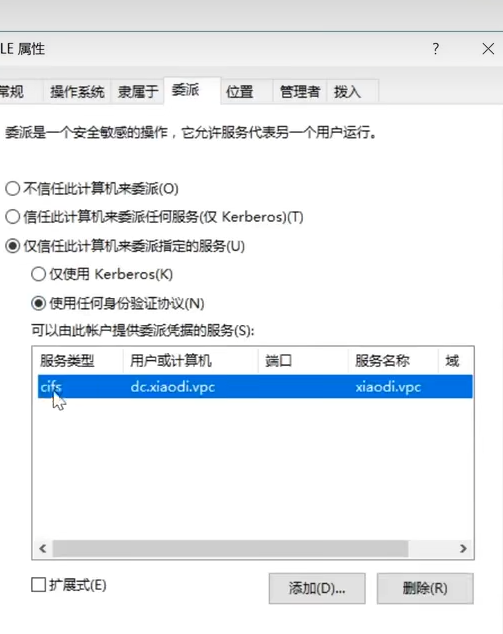 LE 属性 ?
常规 操作系统 隶属于 委派 位置 管理者 拨入
委派是一个安全敏感的操作，它允许服务代表另一个用户运行。
不信任此计算机来委派(O)
信任此计算机来委派任何服务(仅 Kerberos)(T)
仅信任此计算机来委派指定的服务(U)
仅使用 Kerberos(K)
使用任何身份验证协议(N)
可以由此帐户提供委派凭据的服务(S):
服务类型 用户或计算机 端口 服务名称 域
cifs dc.xiaodi.vpc xiaodi.vpc
扩展式(E) 添加(D)... 删除(R)